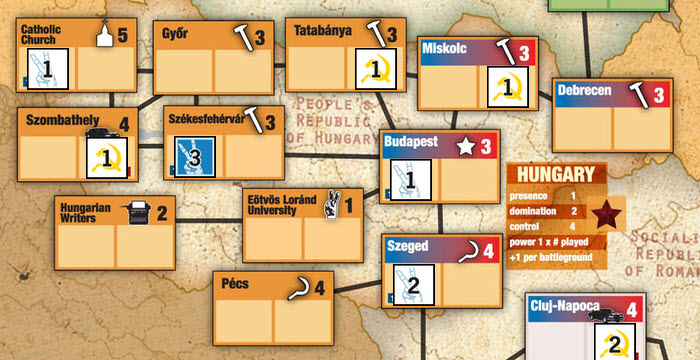 Catholic
Church
5
1
Győr
3
Tatabánya
3
1
Miskolc
3
1
Debrecen
3
Szombathely
4
1
Székesfehérvár
3
3
PEOPLE'S
REPUBLIC
OF HUNGARY
Budapest
3
1
HUNGARY
presence 1
domination 2
control 4
power 1 x # played
+1 per battleground
Hungarian
Writers
2
Eötvös Loránd
University
1
Szeged
4
2
SOCIALI
REPUBL
OF ROMA
Pécs
4
Cluj-Napoca
4
2